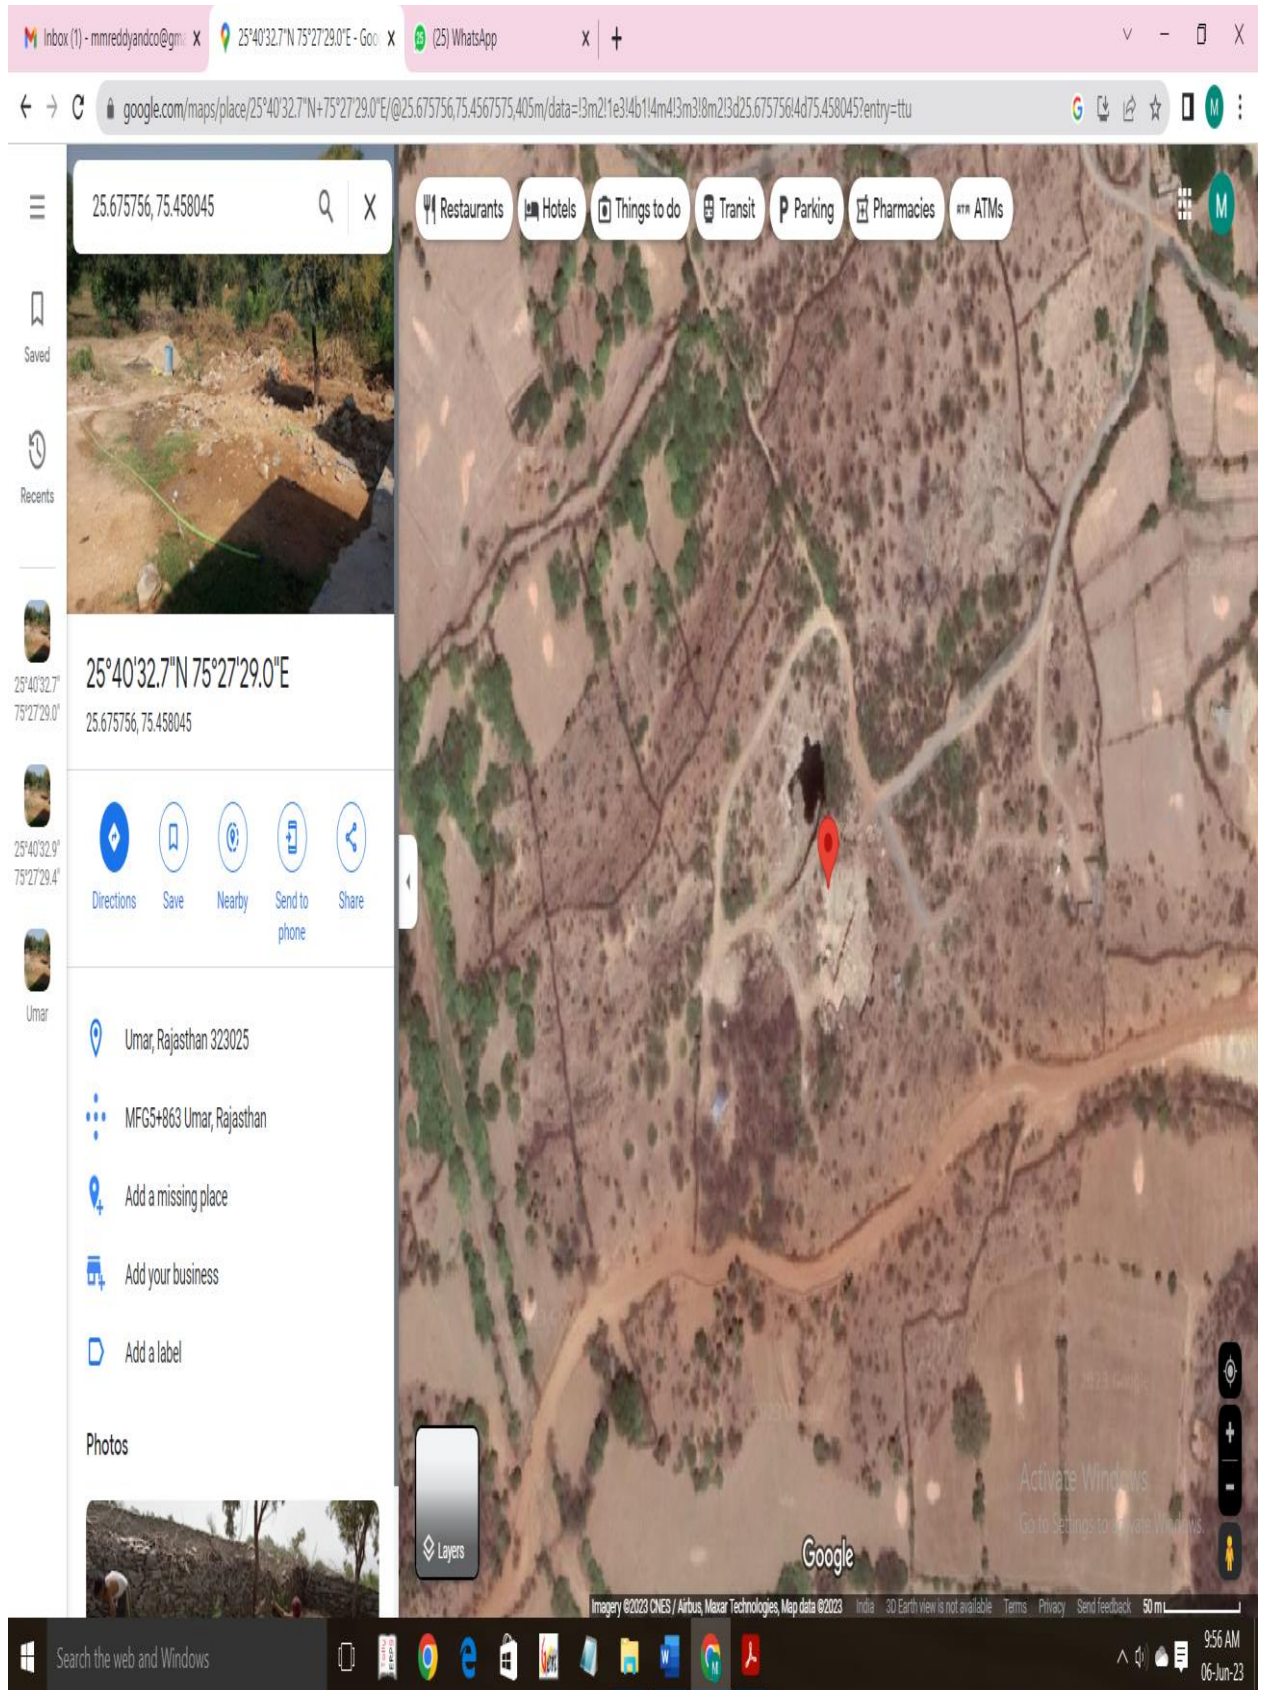 Inbox (1) - mmreddyandco@gm
25°40'32.7"N 75°27'29.0"E - Goo
(25) WhatsApp
google.com/maps/place/25°40'32.7"N+75°27'29.0"E/@25.675756,75.4567575,405m/data=!3m2!1e3!4b1!4m4!3m3!8m2!3d25.675756!4d75.458045?entry=ttu
M
25.675756, 75.458045
Restaurants
Hotels
Things to do
Transit
P Parking
Pharmacies
ATM ATMs
M
Saved
Recents
25°40'32.7"
75°27'29.0"
25°40'32.9"
75°27'29.4"
Umar
25°40'32.7"N 75°27'29.0"E
25.675756, 75.458045
Directions
Save
Nearby
Send to
phone
Share
Umar, Rajasthan 323025
MFG5+863 Umar, Rajasthan
Add a missing place
Add your business
Add a label
Photos
Layers
Google
Activate Windows
Go to Settings to activate Windows.
Imagery ©2023 CNES / Airbus, Maxar Technologies, Map data ©2023 India 3D Earth view is not available Terms Privacy Send feedback 50 m
Search the web and Windows
9:56 AM
06-Jun-23